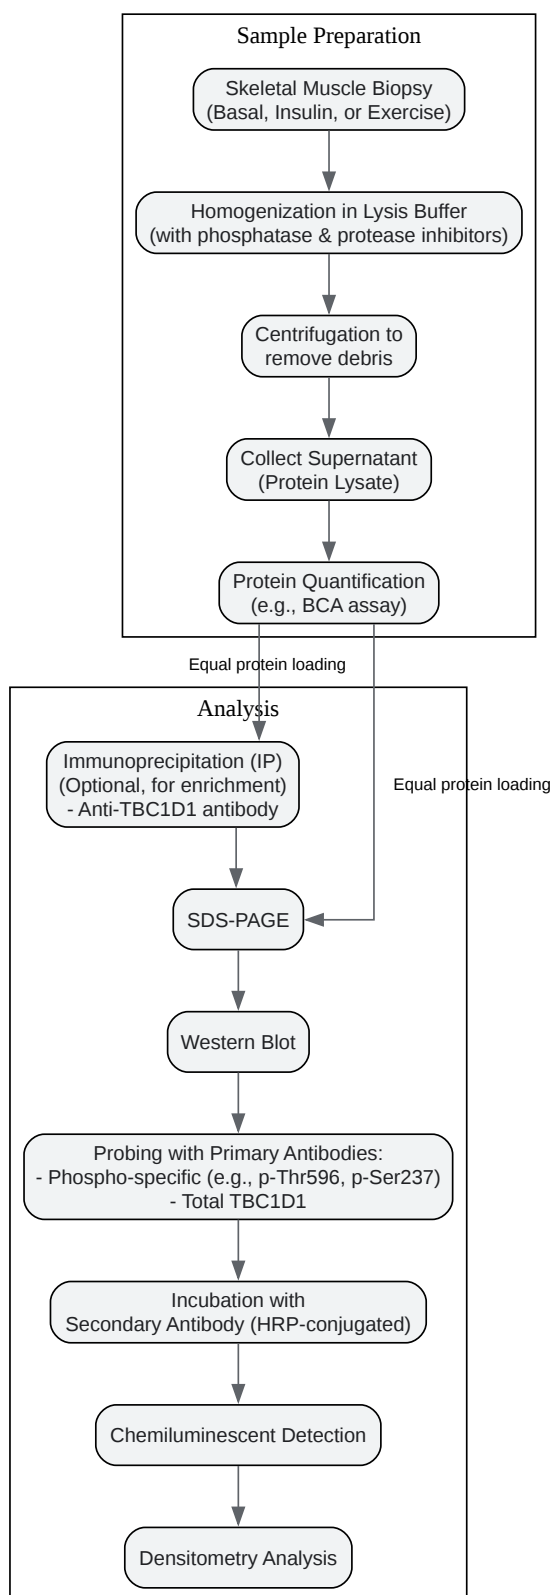 Sample Preparation
Skeletal Muscle Biopsy
(Basal, Insulin, or Exercise)
Homogenization in Lysis Buffer
(with phosphatase & protease inhibitors)
Centrifugation to
remove debris
Collect Supernatant
(Protein Lysate)
Protein Quantification
(e.g., BCA assay)
Equal protein loading
Analysis
Immunoprecipitation (IP)
(Optional, for enrichment)
- Anti-TBC1D1 antibody
Equal protein loading
SDS-PAGE
Western Blot
Probing with Primary Antibodies:
- Phospho-specific (e.g., p-Thr596, p-Ser237)
- Total TBC1D1
Incubation with
Secondary Antibody (HRP-conjugated)
Chemiluminescent Detection
Densitometry Analysis